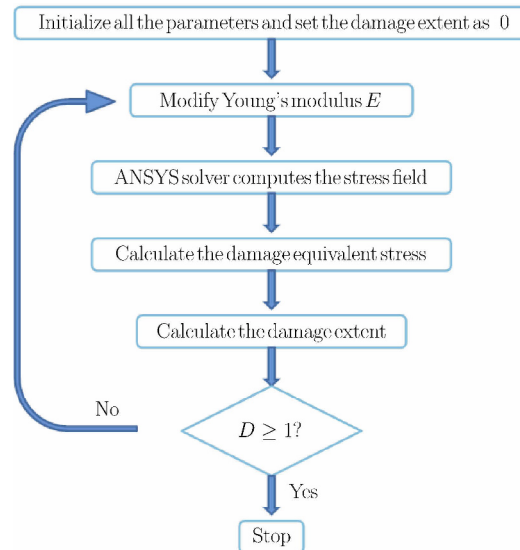 Initialize all the parameters and set the damage extent as 0
Modify Young's modulus E
ANSYS solver computes the stress field
Calculate the damage equivalent stress
Calculate the damage extent
No
D ≥ 1?
Yes
Stop